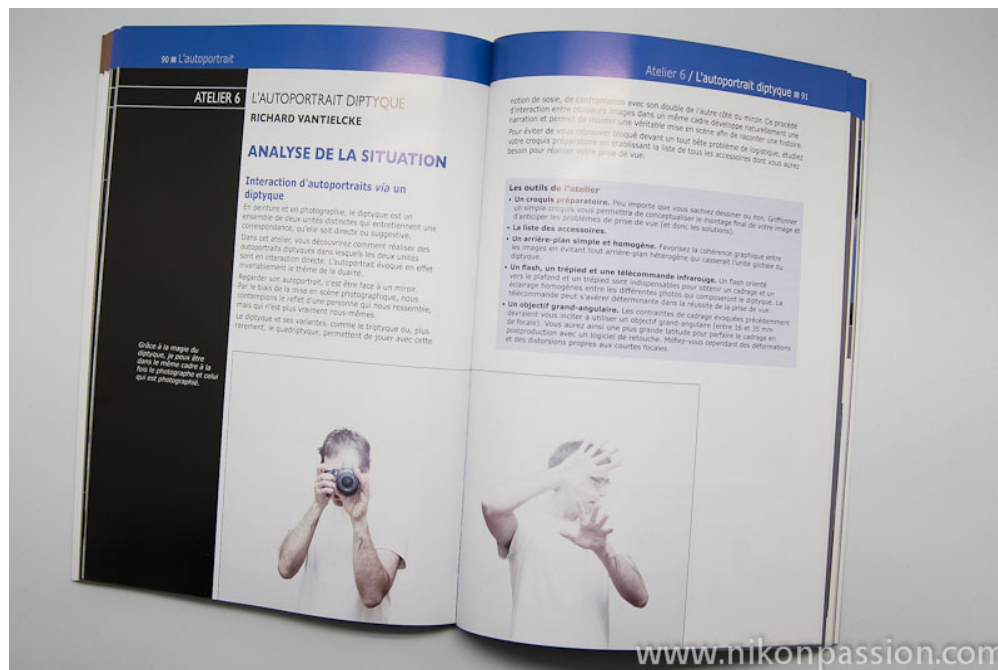 90 ■ L'autoportrait
ATELIER 6
L'AUTOPORTRAIT DIPTYQUE
RICHARD VANTIELCKE
ANALYSE DE LA SITUATION
Interaction d'autoportraits via un
diptyque
En peinture et en photographie, le diptyque est un
ensemble de deux unités distinctes qui entretiennent une
correspondance, qu'elle soit directe ou suggestive.
Dans cet atelier, vous découvrirez comment réaliser des
autoportraits diptyques dans lesquels les deux unités
sont en interaction directe. L'autoportrait évoque en effet
invariablement le thème de la dualité.
Regarder son autoportrait, c'est être face à un miroir.
Par le biais de la mise en scène photographique, nous
contemplons le reflet d'une personne qui nous ressemble,
mais qui n'est plus vraiment nous-mêmes.
Le diptyque et ses variantes, comme le triptyque ou, plus
rarement, le quadriptyque, permettent de jouer avec cette
Grâce à la magie du
diptyque, je peux être
dans le même cadre à la
fois le photographe et celui
qui est photographié.
Atelier 6 / L'autoportrait diptyque ■ 91
notion de sosie, de confrontation avec son double de l'autre côté du miroir. Ce procédé
d'interaction entre plusieurs images dans un même cadre développe naturellement une
narration et permet de monter une véritable mise en scène afin de raconter une histoire.
Pour éviter de vous retrouver bloqué devant un tout bête problème de logistique, étudiez
votre croquis préparatoire en établissant la liste de tous les accessoires dont vous aurez
besoin pour réaliser votre prise de vue.
Les outils de l'atelier
• Un croquis préparatoire. Peu importe que vous sachiez dessiner ou non. Griffonner
un simple croquis vous permettra de conceptualiser le montage final de votre image et
d'anticiper les problèmes de prise de vue (et donc les solutions).
• La liste des accessoires.
• Un arrière-plan simple et homogène. Favorisez la cohérence graphique entre
les images en évitant tout arrière-plan hétérogène qui casserait l'unité globale du
diptyque.
• Un flash, un trépied et une télécommande infrarouge. Un flash orienté
vers le plafond et un trépied sont indispensables pour obtenir un cadrage et un
éclairage homogènes entre les différentes photos qui composeront le diptyque. La
télécommande peut s'avérer déterminante dans la réussite de la prise de vue.
• Un objectif grand-angulaire. Les contraintes de cadrage évoquées précédemment
devraient vous inciter à utiliser un objectif grand-angulaire (entre 16 et 35 mm
de focale). Vous aurez ainsi une plus grande latitude pour parfaire le cadrage en
postproduction avec un logiciel de retouche. Méfiez-vous cependant des déformations
et des distorsions propres aux courtes focales.
www.nikonpassion.com